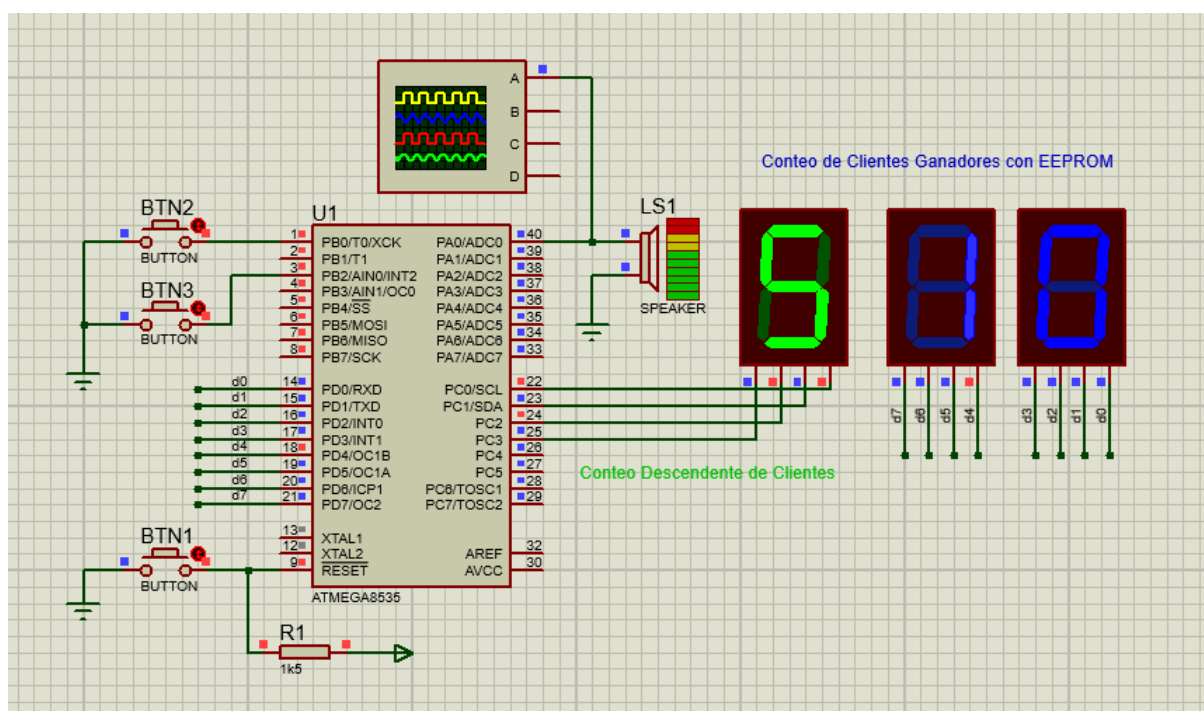 A
B
C
D
Conteo de Clientes Ganadores con EEPROM
BTN2
BUTTON
BTN3
BUTTON
U1
1 PB0/T0/XCK PA0/ADC0 40
2 PB1/T1 PA1/ADC1 39
3 PB2/AIN0/INT2 PA2/ADC2 38
4 PB3/AIN1/OC0 PA3/ADC3 37
5 PB4/SS PA4/ADC4 36
6 PB5/MOSI PA5/ADC5 35
7 PB6/MISO PA6/ADC6 34
8 PB7/SCK PA7/ADC7 33
d0 14 PD0/RXD PC0/SCL 22
d1 15 PD1/TXD PC1/SDA 23
d2 16 PD2/INT0 PC2 24
d3 17 PD3/INT1 PC3 25
d4 18 PD4/OC1B PC4 26
d5 19 PD5/OC1A PC5 27
d6 20 PD6/ICP1 PC6/TOSC1 28
d7 21 PD7/OC2 PC7/TOSC2 29
13 XTAL1
12 XTAL2 AREF 32
9 RESET AVCC 30
ATMEGA8535
LS1
SPEAKER
5 1 0
d7 d6 d5 d4 d3 d2 d1 d0
Conteo Descendente de Clientes
BTN1
BUTTON
R1
1k5